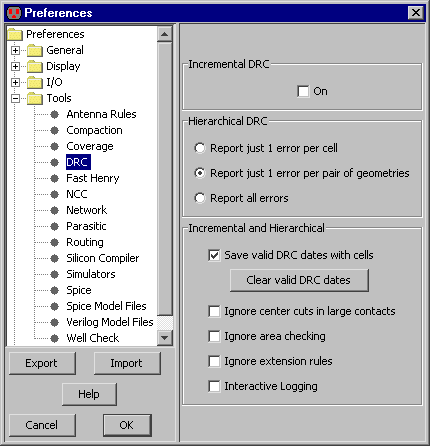 Preferences
Preferences
General
Display
I/O
Tools
Antenna Rules
Compaction
Coverage
DRC
Fast Henry
NCC
Network
Parasitic
Routing
Silicon Compiler
Simulators
Spice
Spice Model Files
Verilog Model Files
Well Check
Export
Import
Help
Cancel
OK
Incremental DRC
On
Hierarchical DRC
Report just 1 error per cell
Report just 1 error per pair of geometries
Report all errors
Incremental and Hierarchical
Save valid DRC dates with cells
Clear valid DRC dates
Ignore center cuts in large contacts
Ignore area checking
Ignore extension rules
Interactive Logging